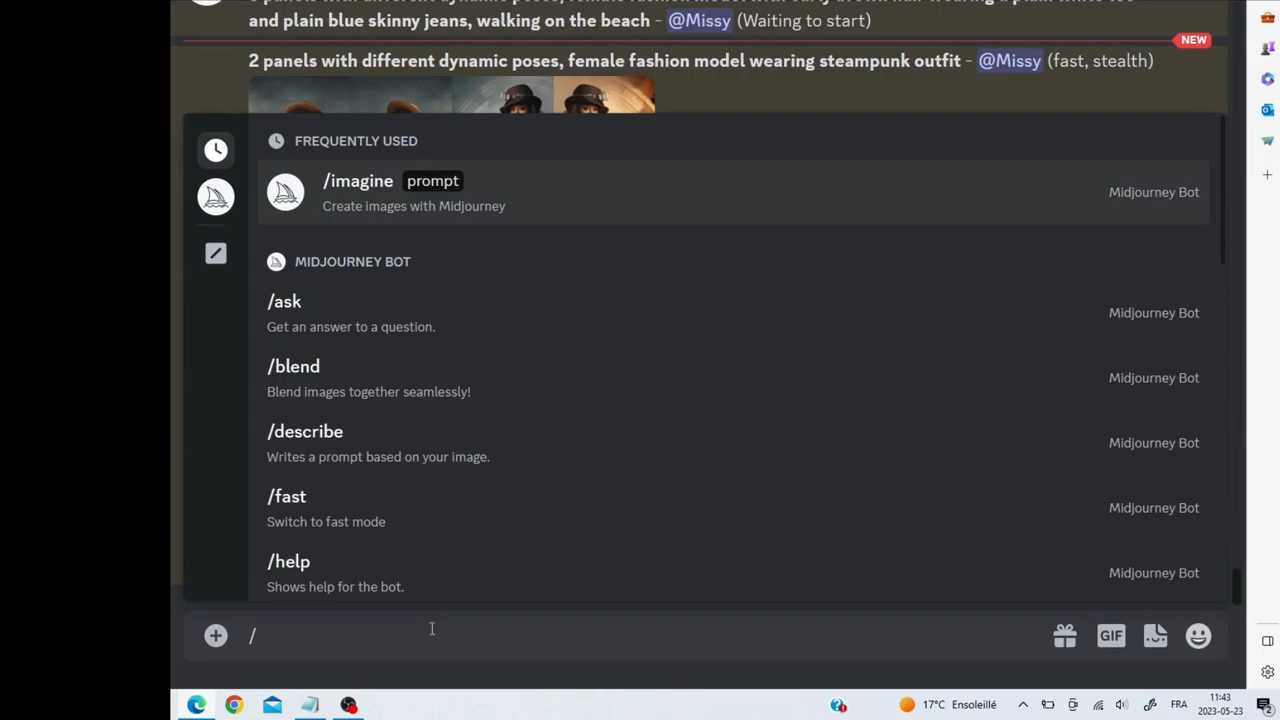 and plain blue skinny jeans, walking on the beach - @Missy (Waiting to start)
NEW
2 panels with different dynamic poses, female fashion model wearing steampunk outfit - @Missy (fast, stealth)
FREQUENTLY USED
/imagine prompt
Create images with Midjourney
Midjourney Bot
MIDJOURNEY BOT
/ask
Get an answer to a question.
Midjourney Bot
/blend
Blend images together seamlessly!
Midjourney Bot
/describe
Writes a prompt based on your image.
Midjourney Bot
/fast
Switch to fast mode
Midjourney Bot
/help
Shows help for the bot.
Midjourney Bot
/
GIF
17°C Ensoleillé
FRA
11:43
2023-05-23
2